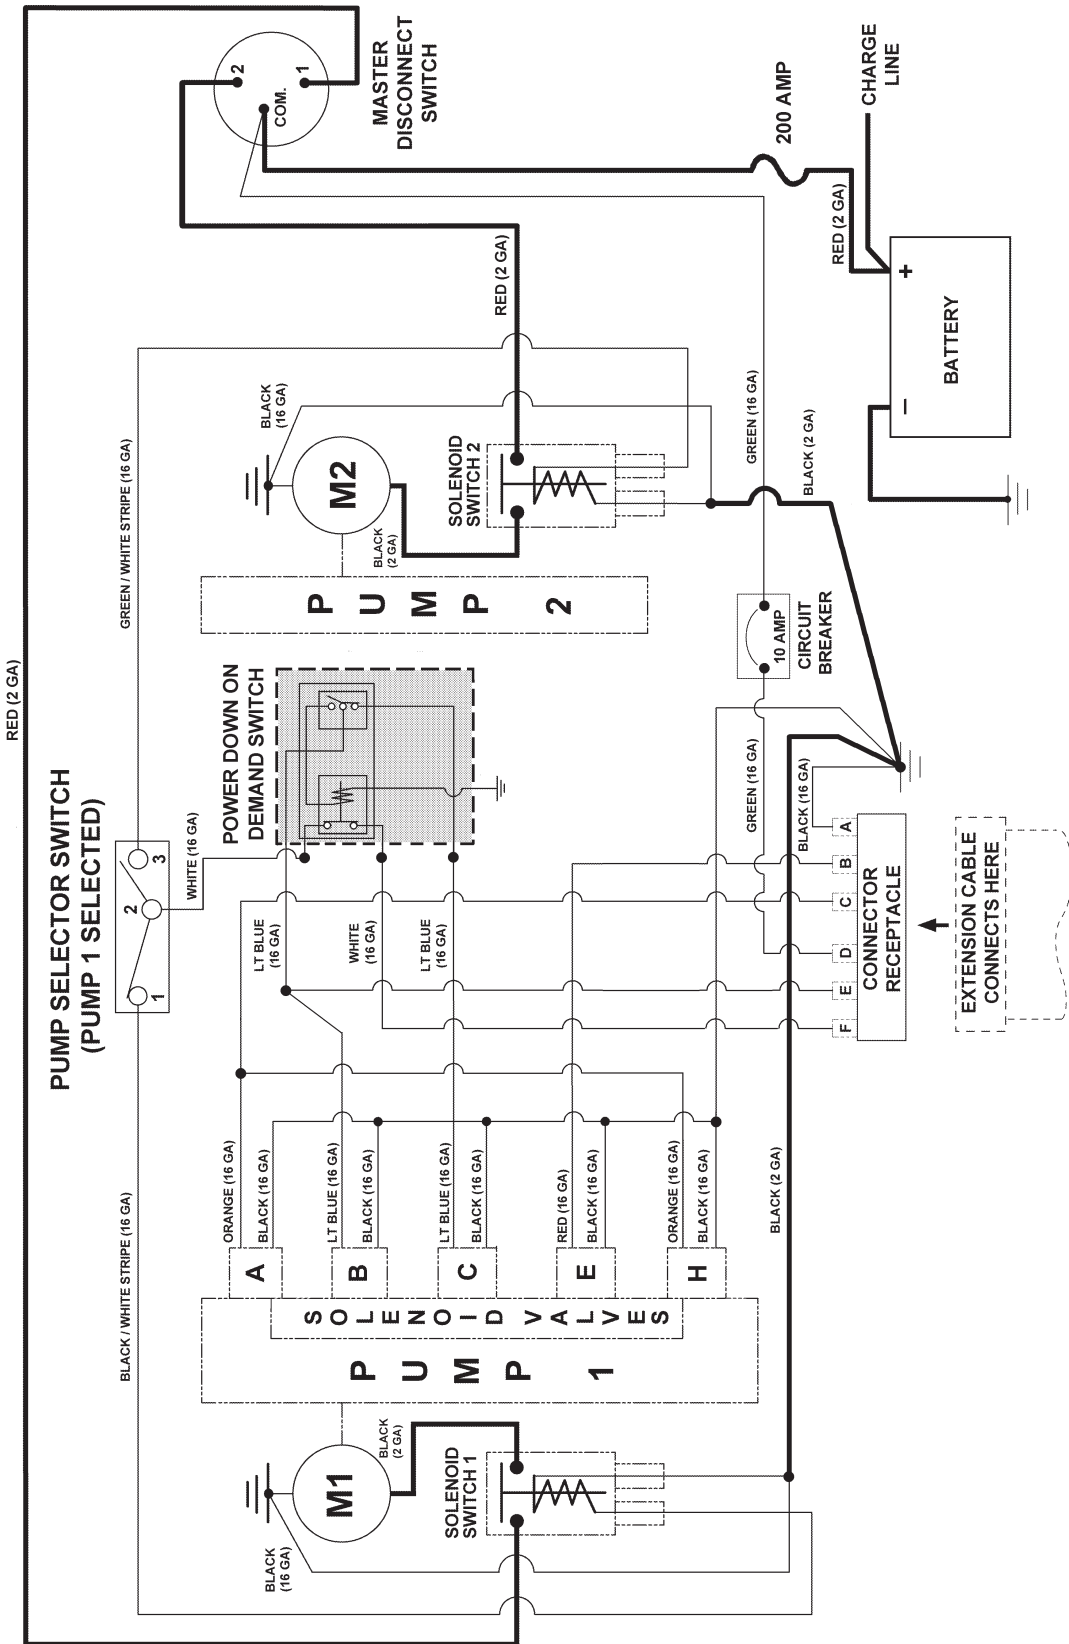 RED (2 GA)
PUMP SELECTOR SWITCH
(PUMP 1 SELECTED)
1
2
3
BLACK / WHITE STRIPE (16 GA)
GREEN / WHITE STRIPE (16 GA)
WHITE (16 GA)
MASTER
DISCONNECT
SWITCH
2
1
COM.
CHARGE
LINE
200 AMP
RED (2 GA)
BATTERY
+
–
RED (2 GA)
BLACK
(16 GA)
M2
SOLENOID
SWITCH 2
BLACK
(2 GA)
PUMP 2
GREEN (16 GA)
BLACK (2 GA)
10 AMP
CIRCUIT
BREAKER
GREEN (16 GA)
BLACK (16 GA)
POWER DOWN ON
DEMAND SWITCH
LT BLUE
(16 GA)
WHITE
(16 GA)
LT BLUE
(16 GA)
A
B
C
D
E
F
CONNECTOR
RECEPTACLE
EXTENSION CABLE
CONNECTS HERE
ORANGE (16 GA)
BLACK (16 GA)
LT BLUE (16 GA)
BLACK (16 GA)
LT BLUE (16 GA)
BLACK (16 GA)
RED (16 GA)
BLACK (16 GA)
ORANGE (16 GA)
BLACK (16 GA)
BLACK (2 GA)
A
B
C
E
H
SOLENOID VALVES
PUMP 1
M1
BLACK
(2 GA)
SOLENOID
SWITCH 1
BLACK
(16 GA)